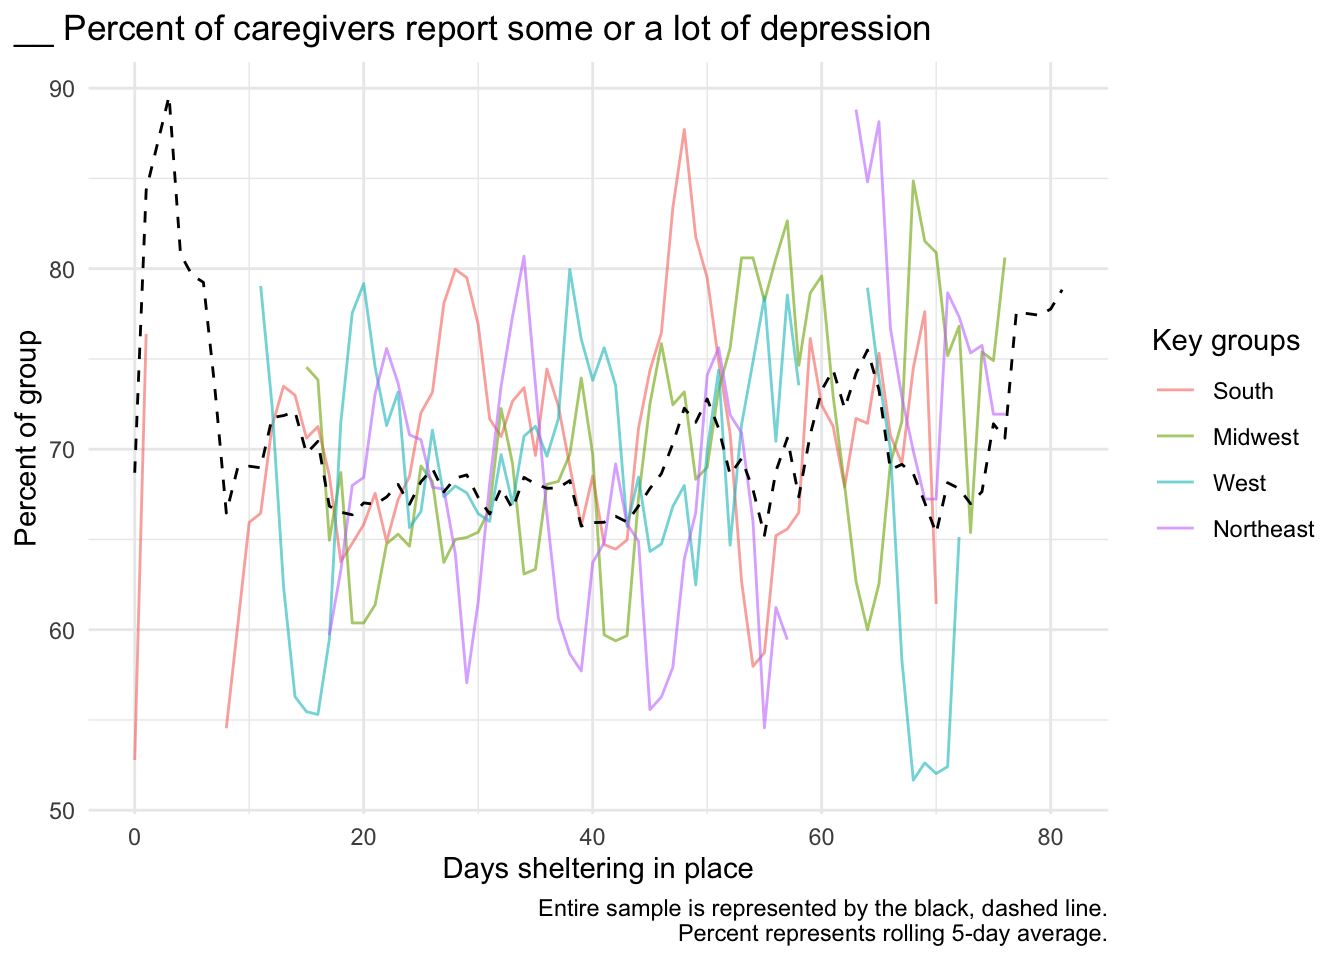 __ Percent of caregivers report some or a lot of depression
Percent of group
90
80
70
60
50
0 20 40 60 80
Days sheltering in place
Key groups
South
Midwest
West
Northeast
Entire sample is represented by the black, dashed line.
Percent represents rolling 5-day average.